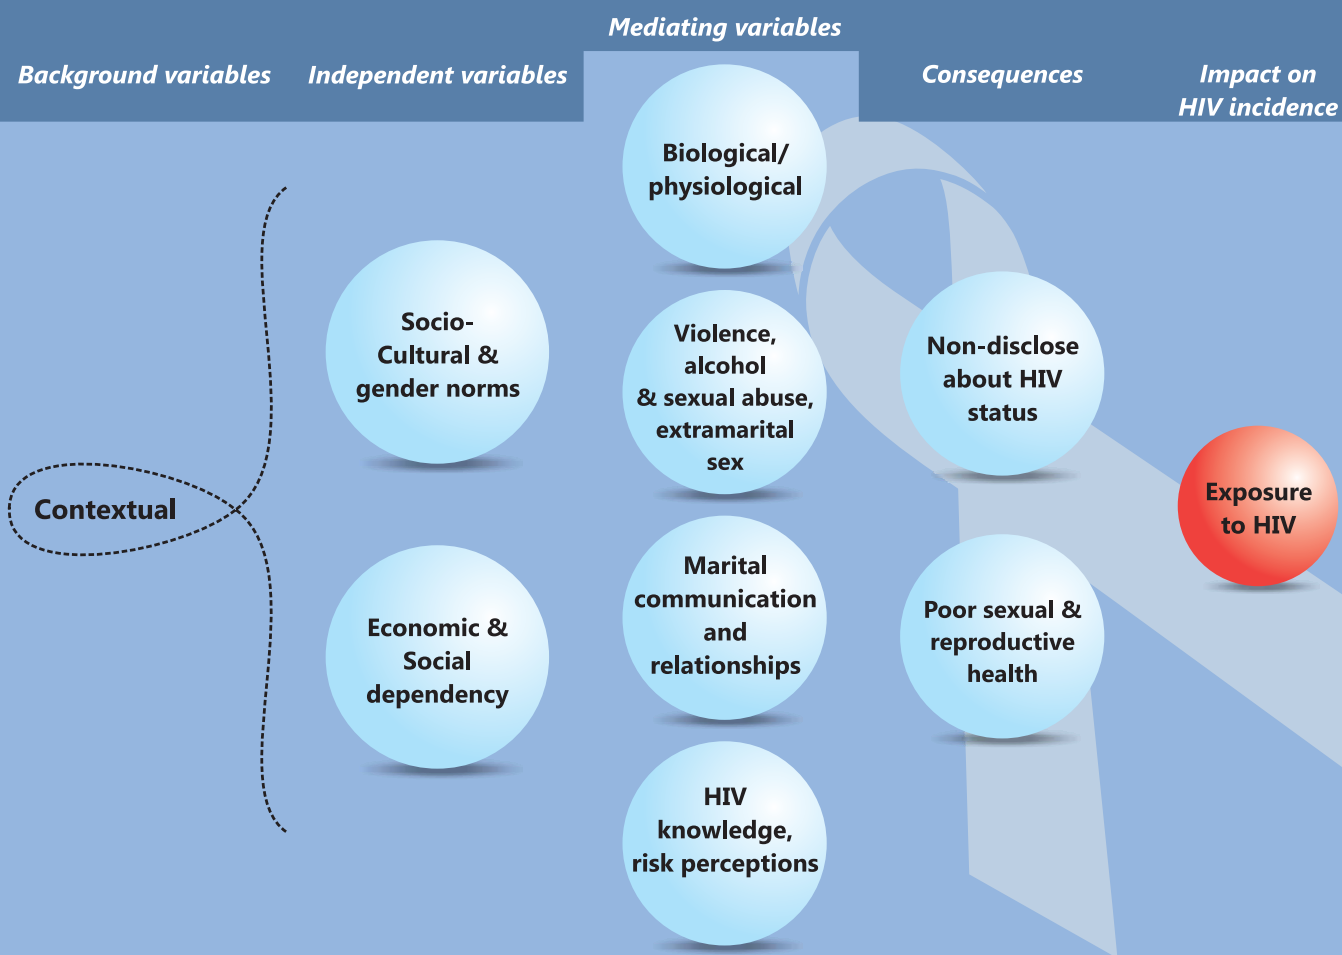 Background variables
Independent variables
Mediating variables
Consequences
Impact on
HIV incidence
Contextual
Socio-
Cultural &
gender norms
Economic &
Social
dependency
Biological/
physiological
Violence,
alcohol
& sexual abuse,
extramarital
sex
Marital
communication
and
relationships
HIV
knowledge,
risk perceptions
Non-disclose
about HIV
status
Poor sexual &
reproductive
health
Exposure
to HIV